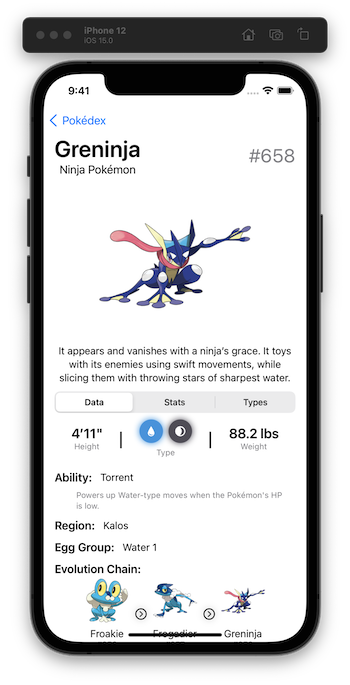 iPhone 12
iOS 15.0
9:41
Pokédex
Greninja
#658
Ninja Pokémon
It appears and vanishes with a ninja's grace. It toys
with its enemies using swift movements, while
slicing them with throwing stars of sharpest water.
Data Stats Types
4'11" 88.2 lbs
Height Type Weight
Ability: Torrent
Powers up Water-type moves when the Pokémon's HP
is low.
Region: Kalos
Egg Group: Water 1
Evolution Chain:
Froakie Frogadier Greninja